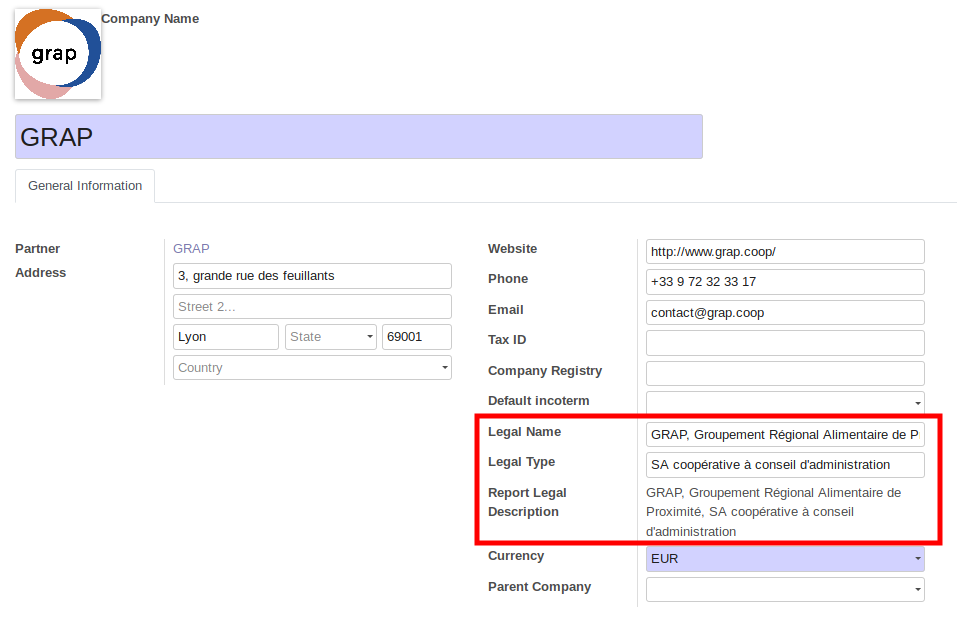 grap
Company Name
GRAP
General Information
Partner
GRAP
Address
3, grande rue des feuillants
Street 2...
Lyon
State
69001
Country
Website
http://www.grap.coop/
Phone
+33 9 72 32 33 17
Email
contact@grap.coop
Tax ID
Company Registry
Default incoterm
Legal Name
GRAP, Groupement Régional Alimentaire de P
Legal Type
SA coopérative à conseil d'administration
Report Legal
Description
GRAP, Groupement Régional Alimentaire de
Proximité, SA coopérative à conseil
d'administration
Currency
EUR
Parent Company